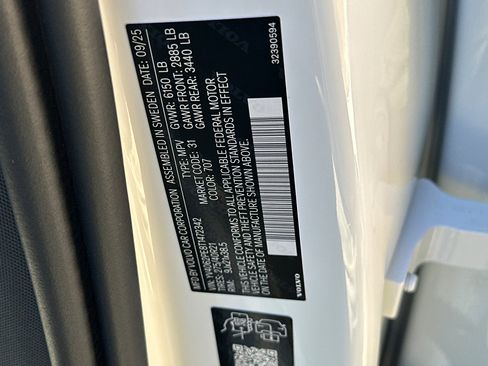 MFD BY VOLVO CAR CORPORATION ASSEMBLED IN SWEDEN DATE: 09/25
GVWR: 6150 LB
GAWR FRONT: 2885 LB
TYPE: MPV
GAWR REAR: 3440 LB
MARKET CODE: 31
COLOR: 707
THIS VEHICLE CONFORMS TO ALL APPLICABLE FEDERAL MOTOR
VEHICLE SAFETY AND THEFT PREVENTION STANDARDS IN EFFECT
ON THE DATE OF MANUFACTURE SHOWN ABOVE.
32390594
VOLVO